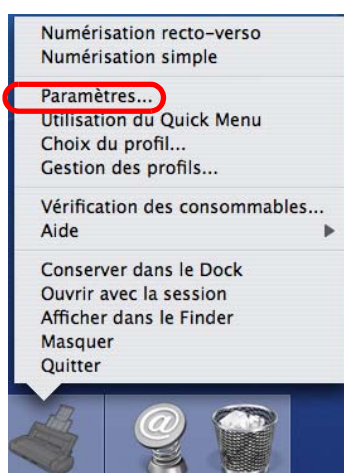 Numérisation recto-verso
Numérisation simple
Paramètres...
Utilisation du Quick Menu
Choix du profil...
Gestion des profils...
Vérification des consommables...
Aide
Conserver dans le Dock
Ouvrir avec la session
Afficher dans le Finder
Masquer
Quitter
@